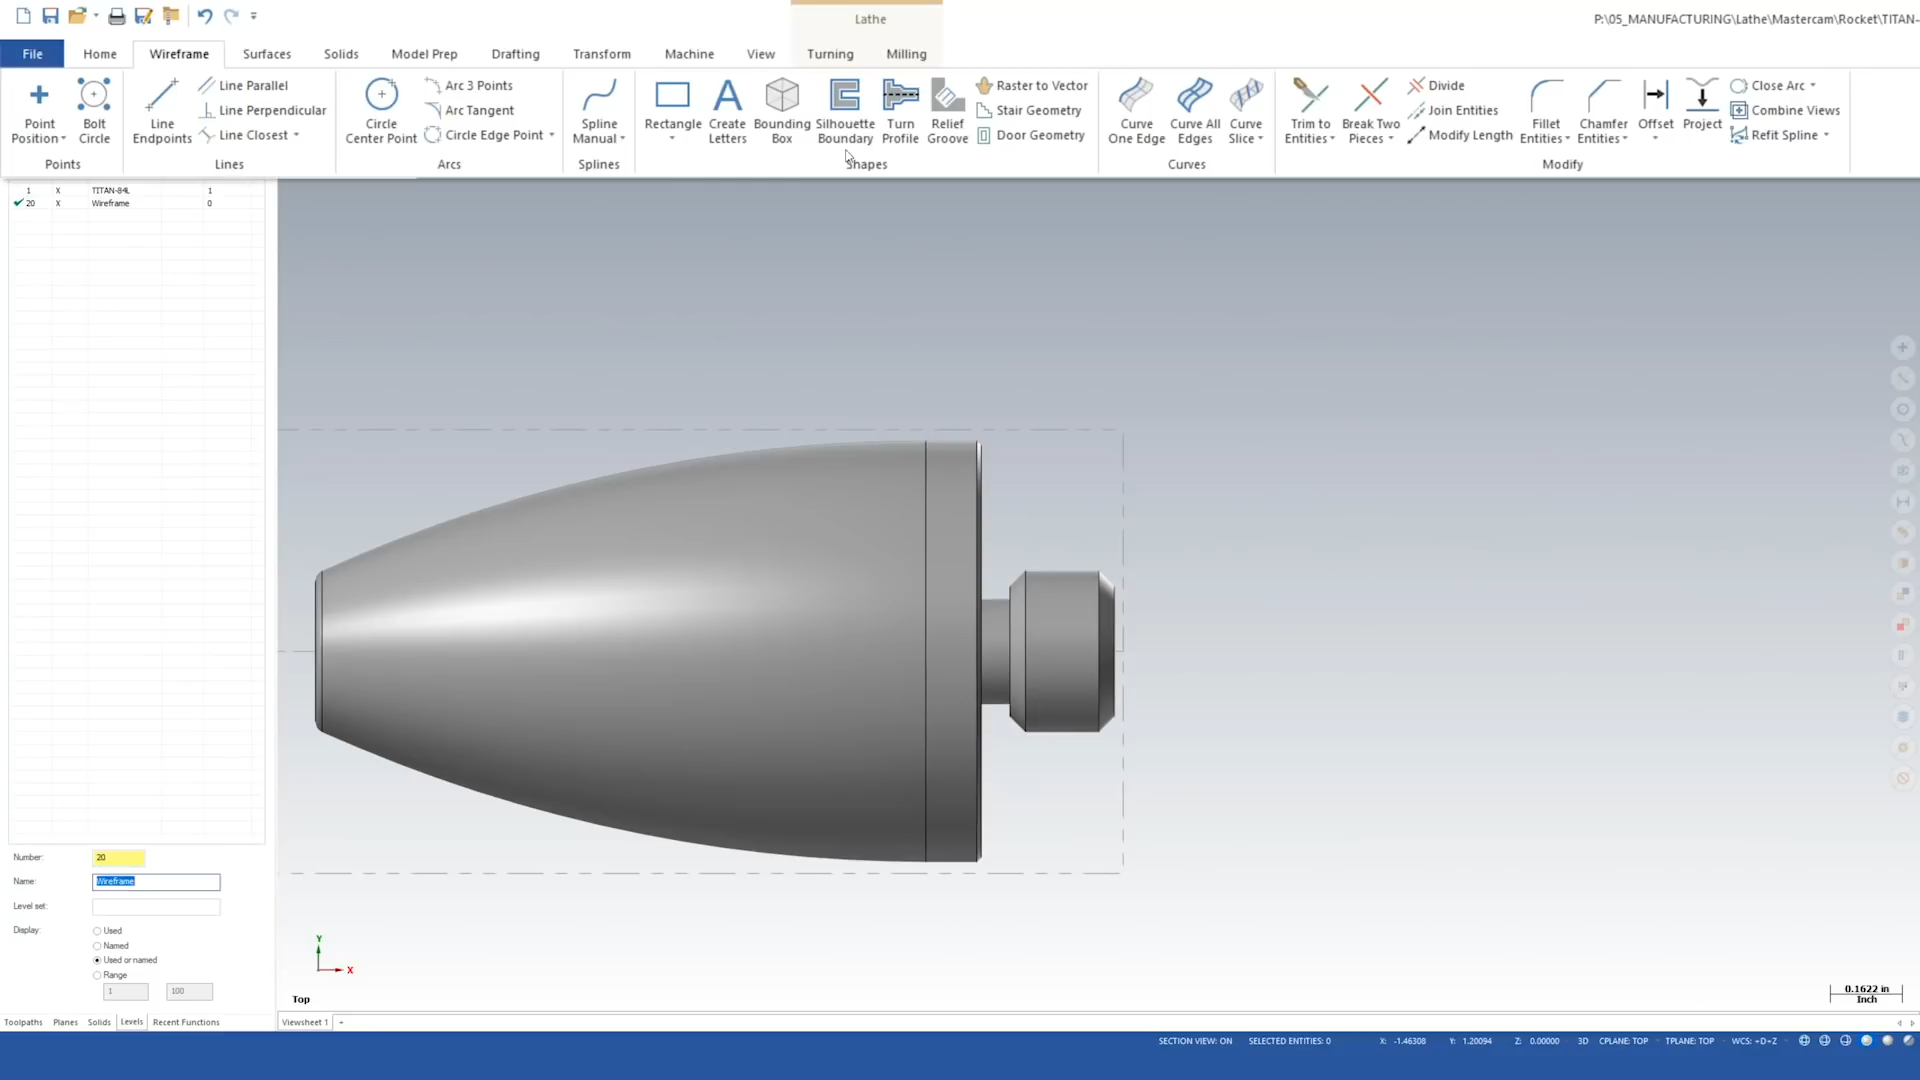 Lathe
P:\05_MANUFACTURING\Lathe\Mastercam\Rocket\TITAN-
File Home Wireframe Surfaces Solids Model Prep Drafting Transform Machine View Turning Milling
Point Position
Bolt Circle
Points
Line Endpoints
Line Parallel
Line Perpendicular
Line Closest
Lines
Circle Center Point
Arc 3 Points
Arc Tangent
Circle Edge Point
Arcs
Spline Manual
Splines
Rectangle
Create Letters
Bounding Box
Silhouette Boundary
Turn Profile
Relief Groove
Raster to Vector
Stair Geometry
Door Geometry
Shapes
Curve One Edge
Curve All Edges
Curve Slice
Curves
Trim to Entities
Break Two Pieces
Divide
Join Entities
Modify Length
Fillet Entities
Chamfer Entities
Offset
Project
Close Arc
Combine Views
Refit Spline
Modify
1 X TITAN-84L 1
20 X Wireframe 0
Number: 20
Name: Wireframe
Level set:
Display: Used
Named
Used or named
Range
1 100
Y
X
Top
0.1622 in
Inch
Toolpaths Planes Solids Levels Recent Functions
Viewsheet 1 +
SECTION VIEW: ON SELECTED ENTITIES: 0 X: -1.46308 Y: 1.20094 Z: 0.00000 3D CPLANE: TOP TPLANE: TOP WCS: +D+Z